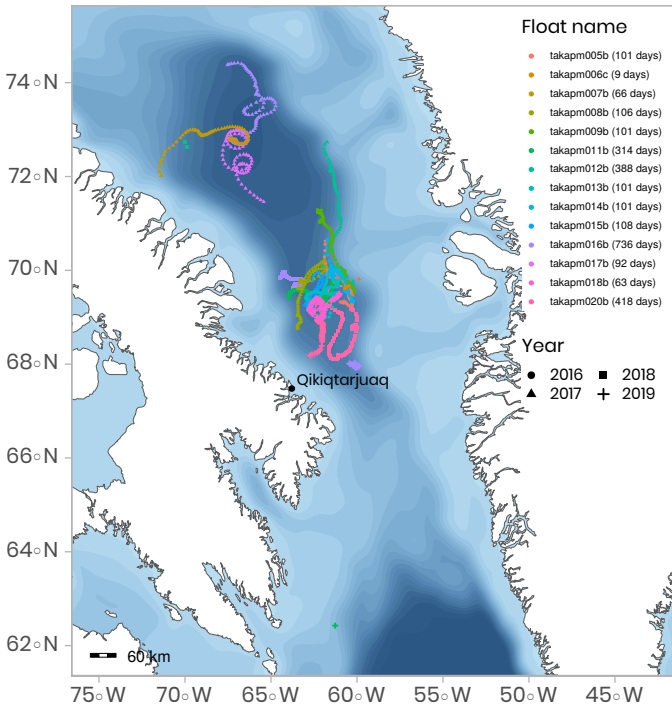 Float name
takapm005b (101 days)
takapm006c (9 days)
takapm007b (66 days)
takapm008b (106 days)
takapm009b (101 days)
takapm011b (314 days)
takapm012b (388 days)
takapm013b (101 days)
takapm014b (101 days)
takapm015b (108 days)
takapm016b (736 days)
takapm017b (92 days)
takapm018b (63 days)
takapm020b (418 days)
Year
2016 2018
2017 2019
74°N
72°N
70°N
68°N
66°N
64°N
62°N
Qikiqtarjuaq
60 km
75°W 70°W 65°W 60°W 55°W 50°W 45°W